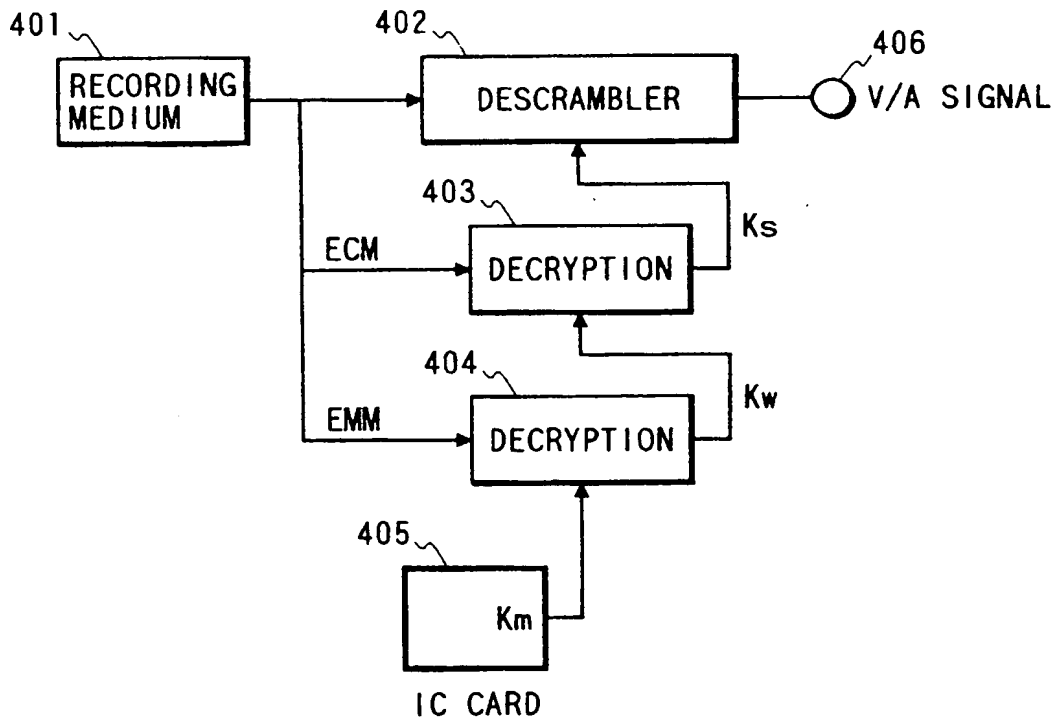 401
402
406
RECORDING
MEDIUM
DESCRAMBLER
V/A SIGNAL
403
Ks
ECM
DECRYPTION
404
Kw
EMM
DECRYPTION
405
Km
IC CARD